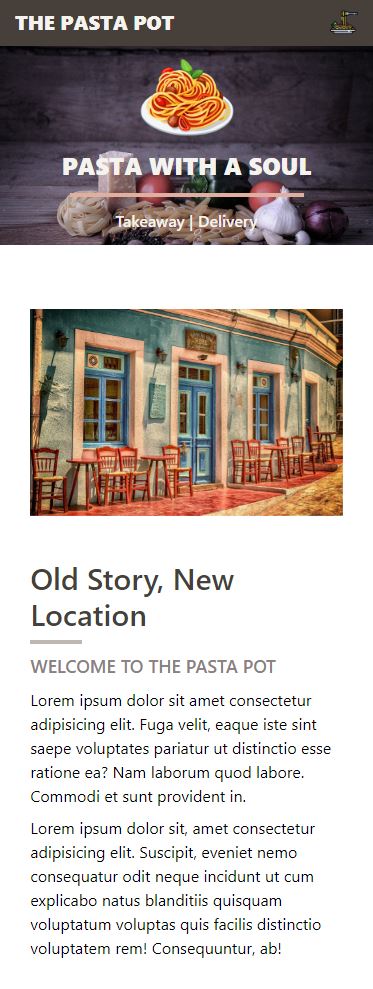 THE PASTA POT
PASTA WITH A SOUL
Takeaway | Delivery
Old Story, New
Location
WELCOME TO THE PASTA POT
Lorem ipsum dolor sit amet consectetur
adipisicing elit. Fuga velit, eaque iste sint
saepe voluptates pariatur ut distinctio esse
ratione ea? Nam laborum quod labore.
Commodi et sunt provident in.
Lorem ipsum dolor sit, amet consectetur
adipisicing elit. Suscipit, eveniet nemo
consequatur odit neque incidunt ut cum
explicabo natus blanditiis quisquam
voluptatum voluptas quis facilis distinctio
voluptatem rem! Consequuntur, ab!